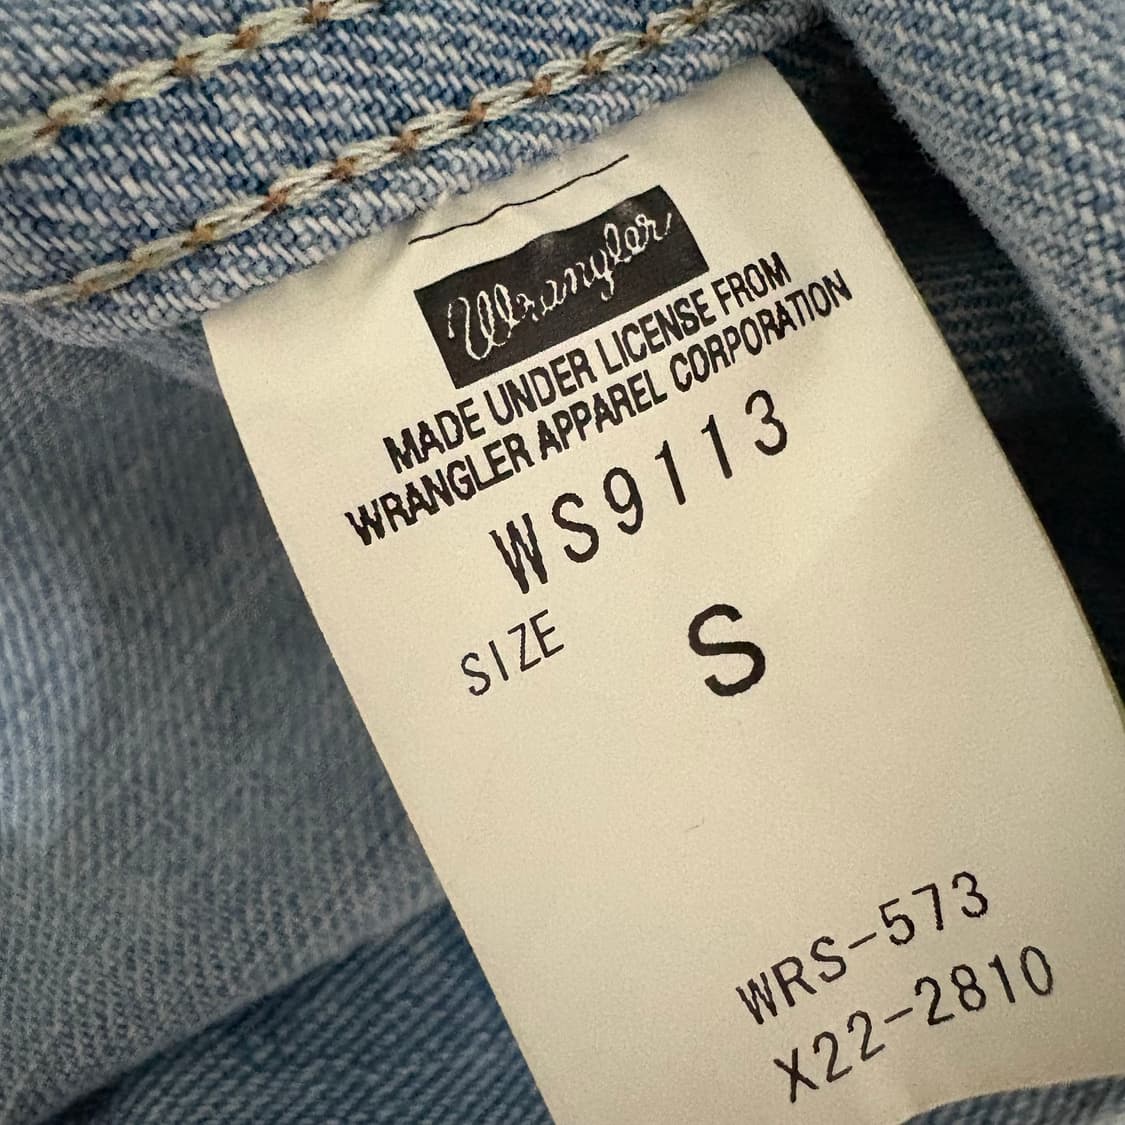 Wrangler
MADE UNDER LICENSE FROM
WRANGLER APPAREL CORPORATION
WS9113
SIZE S
WRS-573
X22-2810